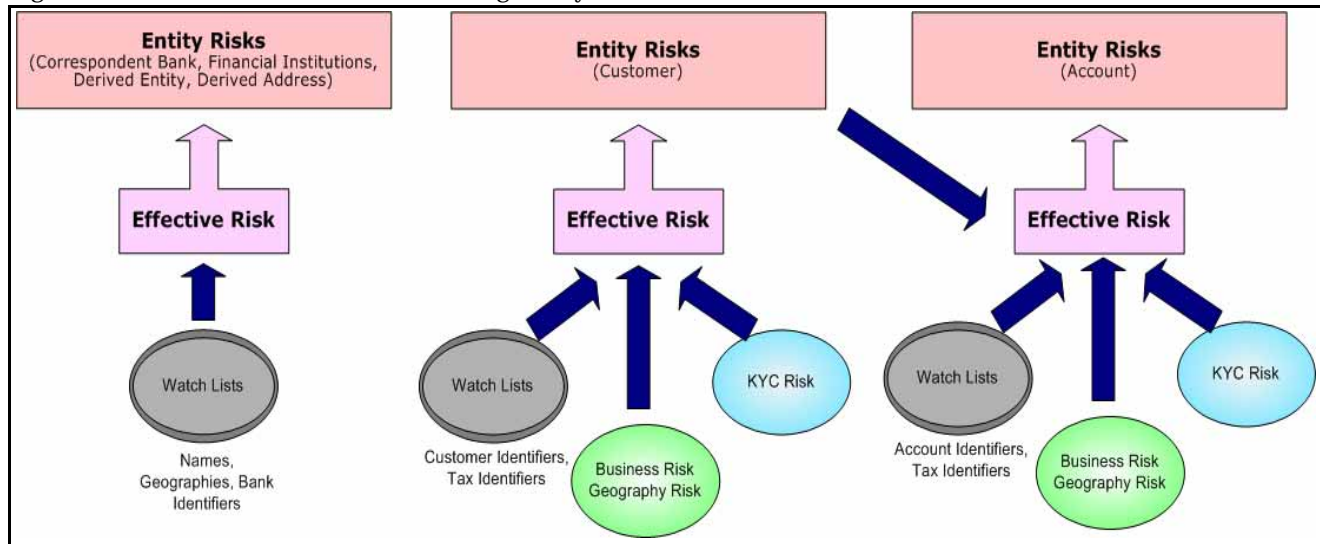 Entity Risks
(Correspondent Bank, Financial Institutions,
Derived Entity, Derived Address)
Effective Risk
Watch Lists
Names,
Geographies, Bank
Identifiers
Entity Risks
(Customer)
Effective Risk
Watch Lists
Customer Identifiers,
Tax Identifiers
Business Risk
Geography Risk
KYC Risk
Entity Risks
(Account)
Effective Risk
Watch Lists
Account Identifiers,
Tax Identifiers
Business Risk
Geography Risk
KYC Risk